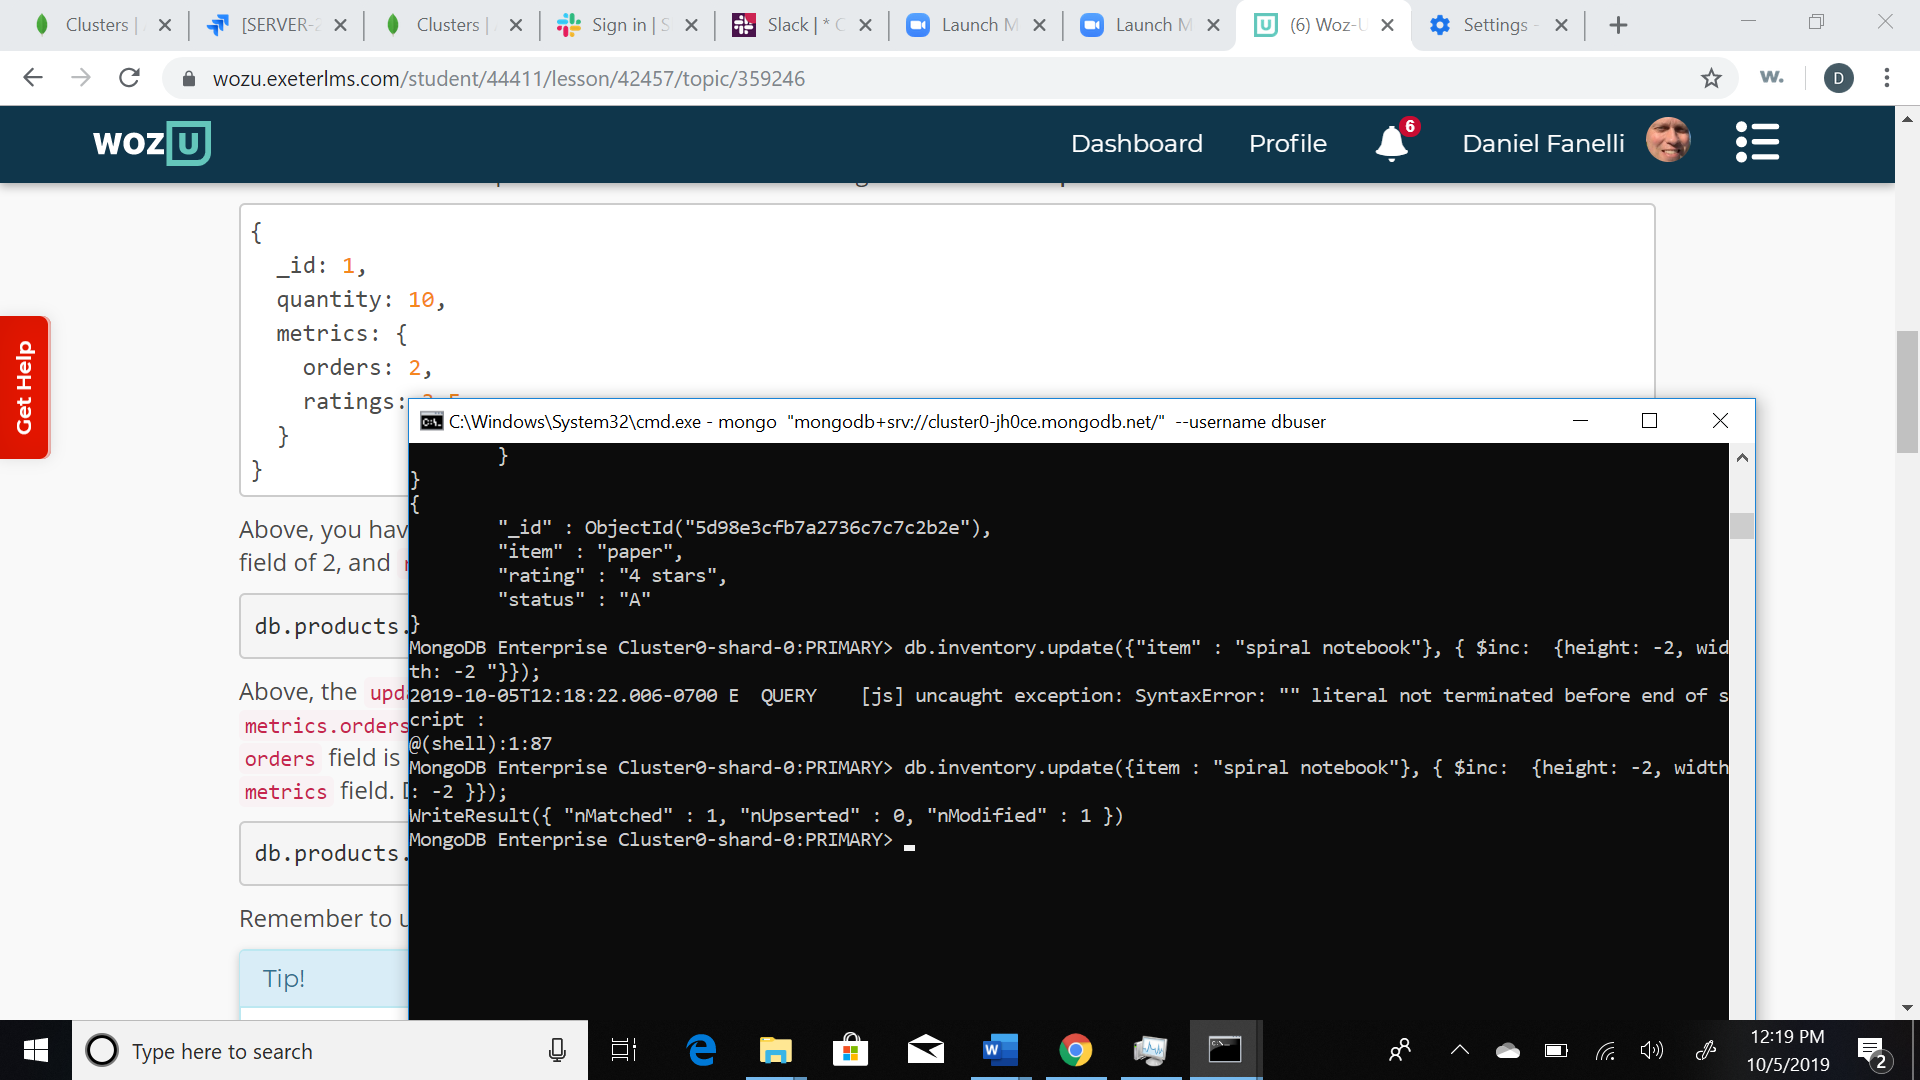 Clusters |
[SERVER-2
Clusters |
Sign in | S
Slack | * C
Launch M
Launch M
(6) Woz-U
Settings -
wozu.exeterlms.com/student/44411/lesson/42457/topic/359246
w.
D
WOZ U
Dashboard
Profile
6
Daniel Fanelli
Get Help
{
_id: 1,
quantity: 10,
metrics: {
orders: 2,
ratings:
}
}
Above, you hav
field of 2, and
db.products.
Above, the upd
metrics.orders
orders field is
metrics field. D
db.products.
Remember to u
Tip!
C:\Windows\System32\cmd.exe - mongo "mongodb+srv://cluster0-jh0ce.mongodb.net/" --username dbuser
}
}
{
"_id" : ObjectId("5d98e3cfb7a2736c7c7c2b2e"),
"item" : "paper",
"rating" : "4 stars",
"status" : "A"
}
MongoDB Enterprise Cluster0-shard-0:PRIMARY> db.inventory.update({"item" : "spiral notebook"}, { $inc:  {height: -2, wid
th: -2 "}});
2019-10-05T12:18:22.006-0700 E  QUERY    [js] uncaught exception: SyntaxError: "" literal not terminated before end of s
cript :
@(shell):1:87
MongoDB Enterprise Cluster0-shard-0:PRIMARY> db.inventory.update({item : "spiral notebook"}, { $inc:  {height: -2, width
: -2 }});
WriteResult({ "nMatched" : 1, "nUpserted" : 0, "nModified" : 1 })
MongoDB Enterprise Cluster0-shard-0:PRIMARY>
Type here to search
12:19 PM
10/5/2019
2